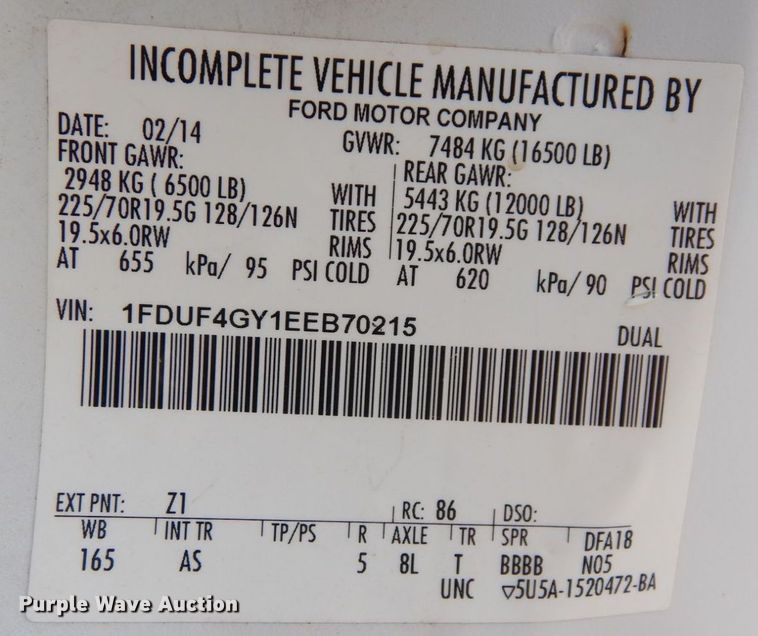 INCOMPLETE VEHICLE MANUFACTURED BY
FORD MOTOR COMPANY
DATE: 02/14 GVWR: 7484 KG (16500 LB)
FRONT GAWR: REAR GAWR:
2948 KG ( 6500 LB) WITH 5443 KG (12000 LB) WITH
225/70R19.5G 128/126N TIRES 225/70R19.5G 128/126N TIRES
19.5x6.0RW RIMS 19.5x6.0RW RIMS
AT 655 kPa/ 95 PSI COLD AT 620 kPa/ 90 PSI COLD
VIN: 1FDUF4GY1EEB70215 DUAL
EXT PNT: Z1 RC: 86 DSO:
WB INT TR TP/PS R AXLE TR SPR DFA18
165 AS 5 8L T BBBB N05
UNC ▽5U5A-1520472-BA
Purple Wave Auction